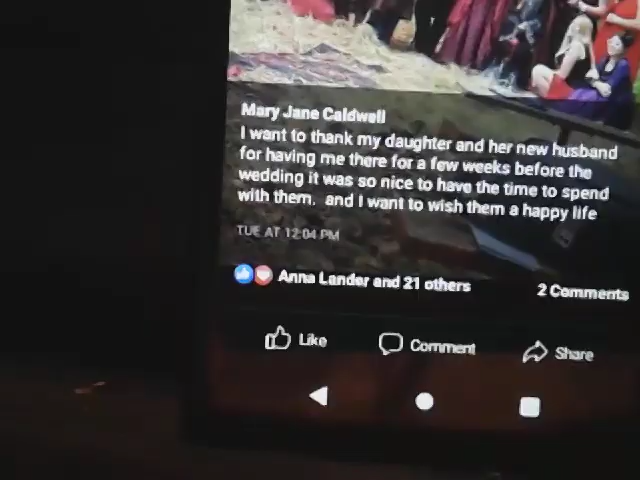 Mary Jane Caldwell
I want to thank my daughter and her new husband
for having me there for a few weeks before the
wedding it was so nice to have the time to spend
with them. and I want to wish them a happy life
TUE AT 12:04 PM
Anna Lander and 21 others
2 Comments
Like
Comment
Share